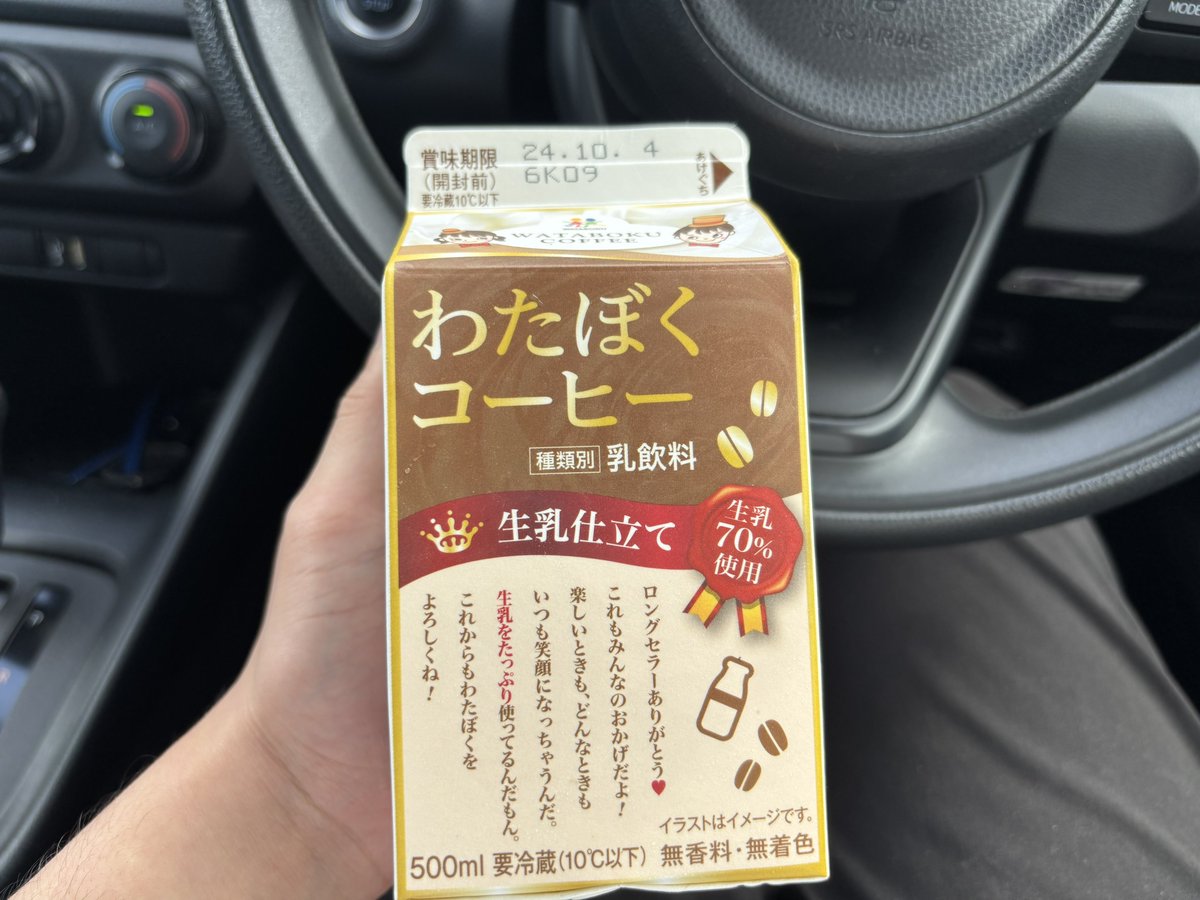 MODE
SRS AIRBAG
賞味期限 24.10. 4
(開封前) 6K09
要冷蔵10℃以下
あけぐち
WATABOKU
COFFEE
わたぼく
コーヒー
種類別 乳飲料
生乳仕立て
生乳
70%
使用
ロングセラーありがとう♥
これもみんなのおかげだよ!
楽しいときも、どんなときも
いつも笑顔になっちゃうんだ。
生乳をたっぷり使ってるんだもん。
これからもわたぼくを
よろしくね!
イラストはイメージです。
500ml 要冷蔵(10℃以下) 無香料・無着色